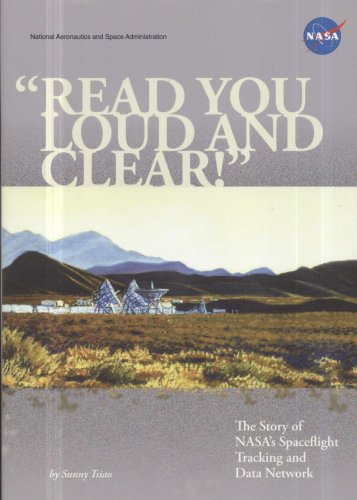 National Aeronautics and Space Administration
NASA
“READ YOU
LOUD AND
CLEAR!”
The Story of
NASA's Spaceflight
Tracking and
Data Network
by Sunny Tsiao